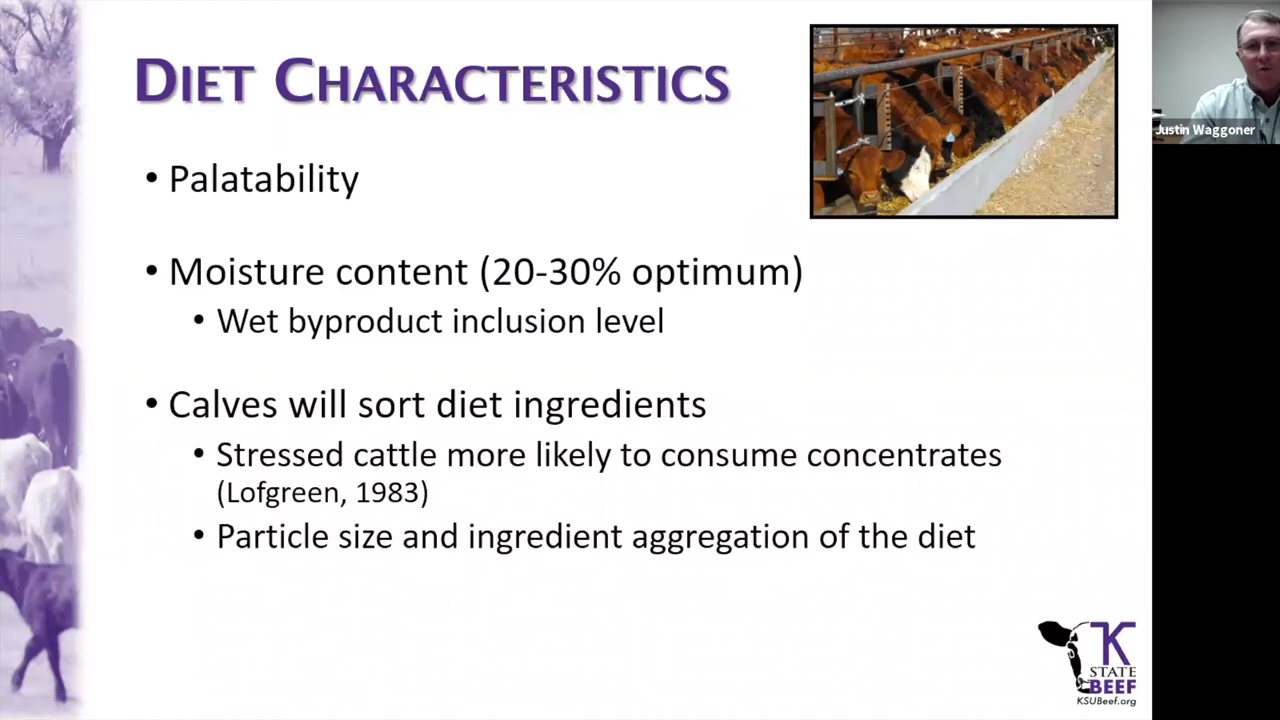 DIET CHARACTERISTICS
• Palatability
• Moisture content (20-30% optimum)
• Wet byproduct inclusion level
• Calves will sort diet ingredients
• Stressed cattle more likely to consume concentrates
(Lofgreen, 1983)
• Particle size and ingredient aggregation of the diet
Justin Waggoner
K
STATE
BEEF
KSUBeef.org